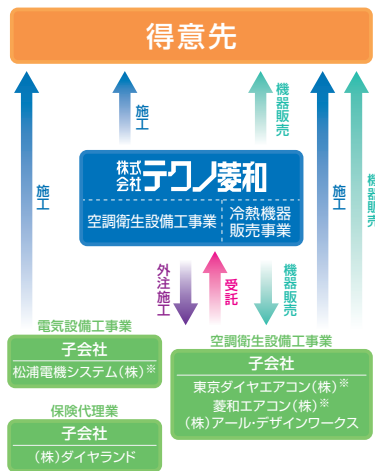 得意先
施工
施工
機器販売
施工
機器販売
株式会社テクノ菱和
空調衛生設備工事業
冷熱機器
販売事業
外注施工
受託
機器販売
電気設備工事業
子会社
松浦電機システム(株)※
保険代理業
子会社
(株)ダイヤランド
空調衛生設備工事業
子会社
東京ダイヤエアコン(株)※
菱和エアコン(株)※
(株)アール・デザインワークス